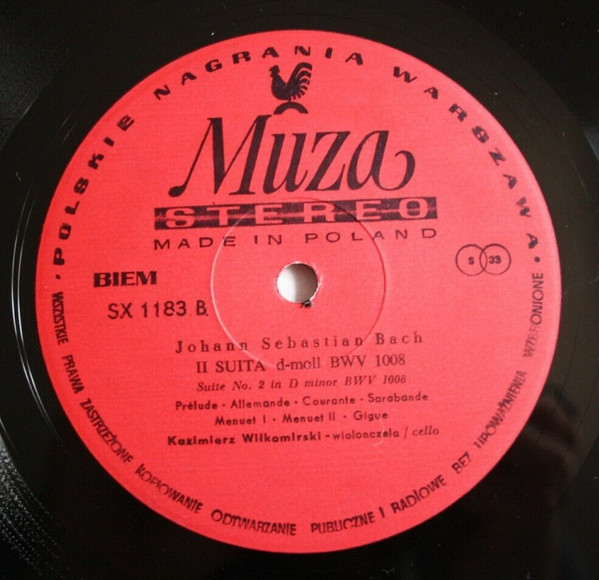 • POLSKIE NAGRANIA WARSZAWA •
Muza
STEREO
MADE IN POLAND
BIEM
S 33
SX 1183 B
Johann Sebastian Bach
II SUITA d-moll BWV 1008
Suite No. 2 in D minor BWV 1008
Prélude · Allemande · Courante · Sarabande
Menuet I · Menuet II · Gigue
Kazimierz Wiłkomirski - wiolonczela / cello
WSZYSTKIE PRAWA ZASTRZEŻONE KOPIOWANIE ODTWARZANIE PUBLICZNE I RADIOWE BEZ UPOWAŻNIENIA WZBRONIONE